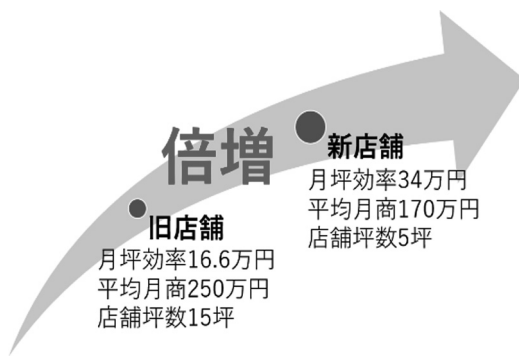 倍増
旧店舗
月坪効率16.6万円
平均月商250万円
店舗坪数15坪
新店舗
月坪効率34万円
平均月商170万円
店舗坪数5坪